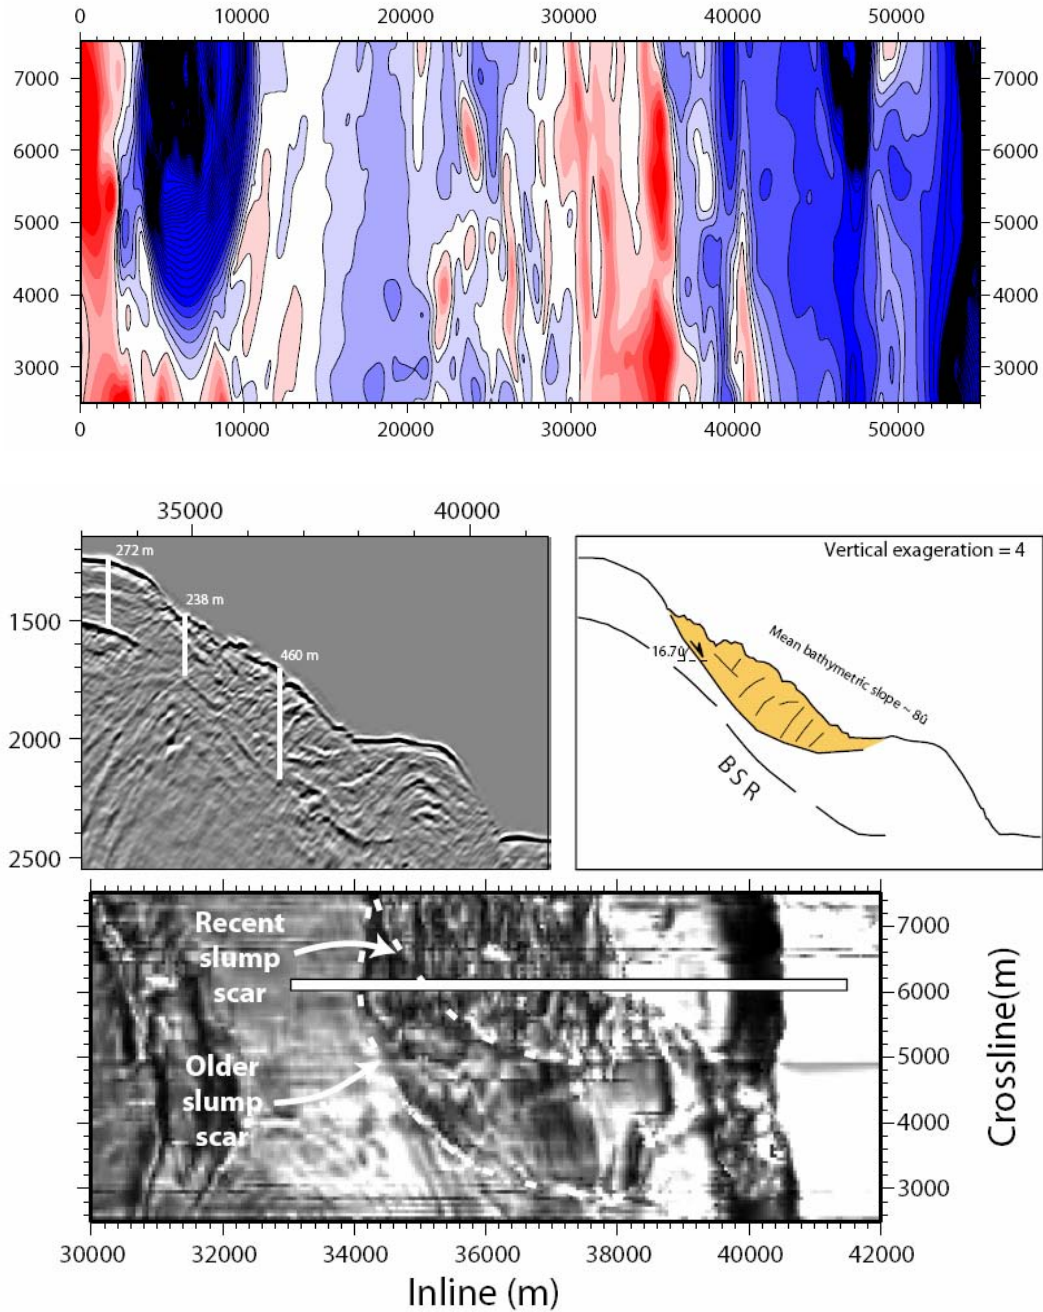 0 10000 20000 30000 40000 50000
7000 7000
6000 6000
5000 5000
4000 4000
3000 3000
0 10000 20000 30000 40000 50000
35000 40000
Vertical exageration = 4
272 m
238 m
1500
460 m
Mean bathymetric slope ~ 8û
16.7û
2000
BSR
2500
Recent
slump
scar
7000
6000
Older
slump
scar
5000
4000
3000
Crossline(m)
30000 32000 34000 36000 38000 40000 42000
Inline (m)